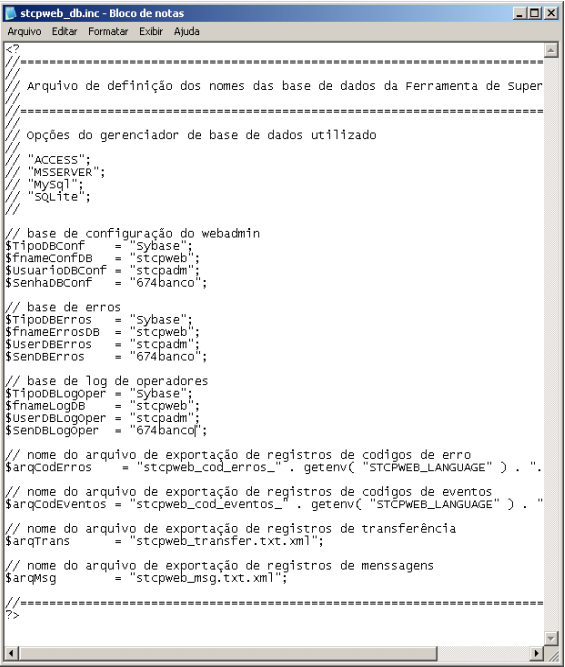 stcpweb_db.inc - Bloco de notas
Arquivo Editar Formatar Exibir Ajuda
<?
//=====================================================================
//
// Arquivo de definição dos nomes das base de dados da Ferramenta de Super
//
//=====================================================================
//
// Opções do gerenciador de base de dados utilizado
//
// "ACCESS";
// "MSSERVER";
// "MySql";
// "SQLite";
//
// base de configuração do webadmin
$TipoDBConf = "Sybase";
$fnameConfDB = "stcpweb";
$UsuarioDBConf = "stcpadm";
$SenhaDBConf = "674banco";
// base de erros
$TipoDBErros = "Sybase";
$fnameErrosDB = "stcpweb";
$UserDBErros = "stcpadm";
$SenDBErros = "674banco";
// base de log de operadores
$TipoDBLogOper = "Sybase";
$fnameLogDB = "stcpweb";
$UserDBLogOper = "stcpadm";
$SenDBLogOper = "674banco";
// nome do arquivo de exportação de registros de codigos de erro
$arqCodErros = "stcpweb_cod_erros_" . getenv( "STCPWEB_LANGUAGE" ) . ".
// nome do arquivo de exportação de registros de codigos de eventos
$arqCodEventos = "stcpweb_cod_eventos_" . getenv( "STCPWEB_LANGUAGE" ) . "
// nome do arquivo de exportação de registros de transferência
$arqTrans = "stcpweb_transfer.txt.xml";
// nome do arquivo de exportação de registros de menssagens
$arqMsg = "stcpweb_msg.txt.xml";
//=====================================================================
?>